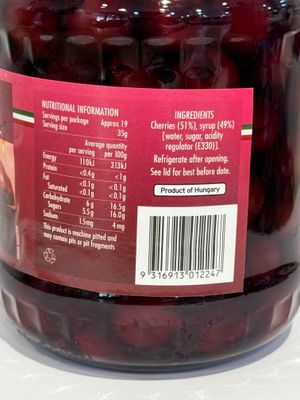 NUTRITIONAL INFORMATION
Servings per package Approx 19
Serving size 35g
Average quantity
per serving per 100g
Energy 110kJ 313kJ
Protein <0.4g <1g
Fat <0.1g <0.1g
Saturated <0.1g <0.1g
Carbohydrate 6g 16.5g
Sugars 5.5g 16.0g
Sodium 1.5mg 4mg
This product is machine pitted and
may contain pits or pit fragments
INGREDIENTS
Cherries (51%), syrup (49%)
[water, sugar, acidity
regulator (E330)].
Refrigerate after opening.
See lid for best before date.
Product of Hungary
9 316913 012247